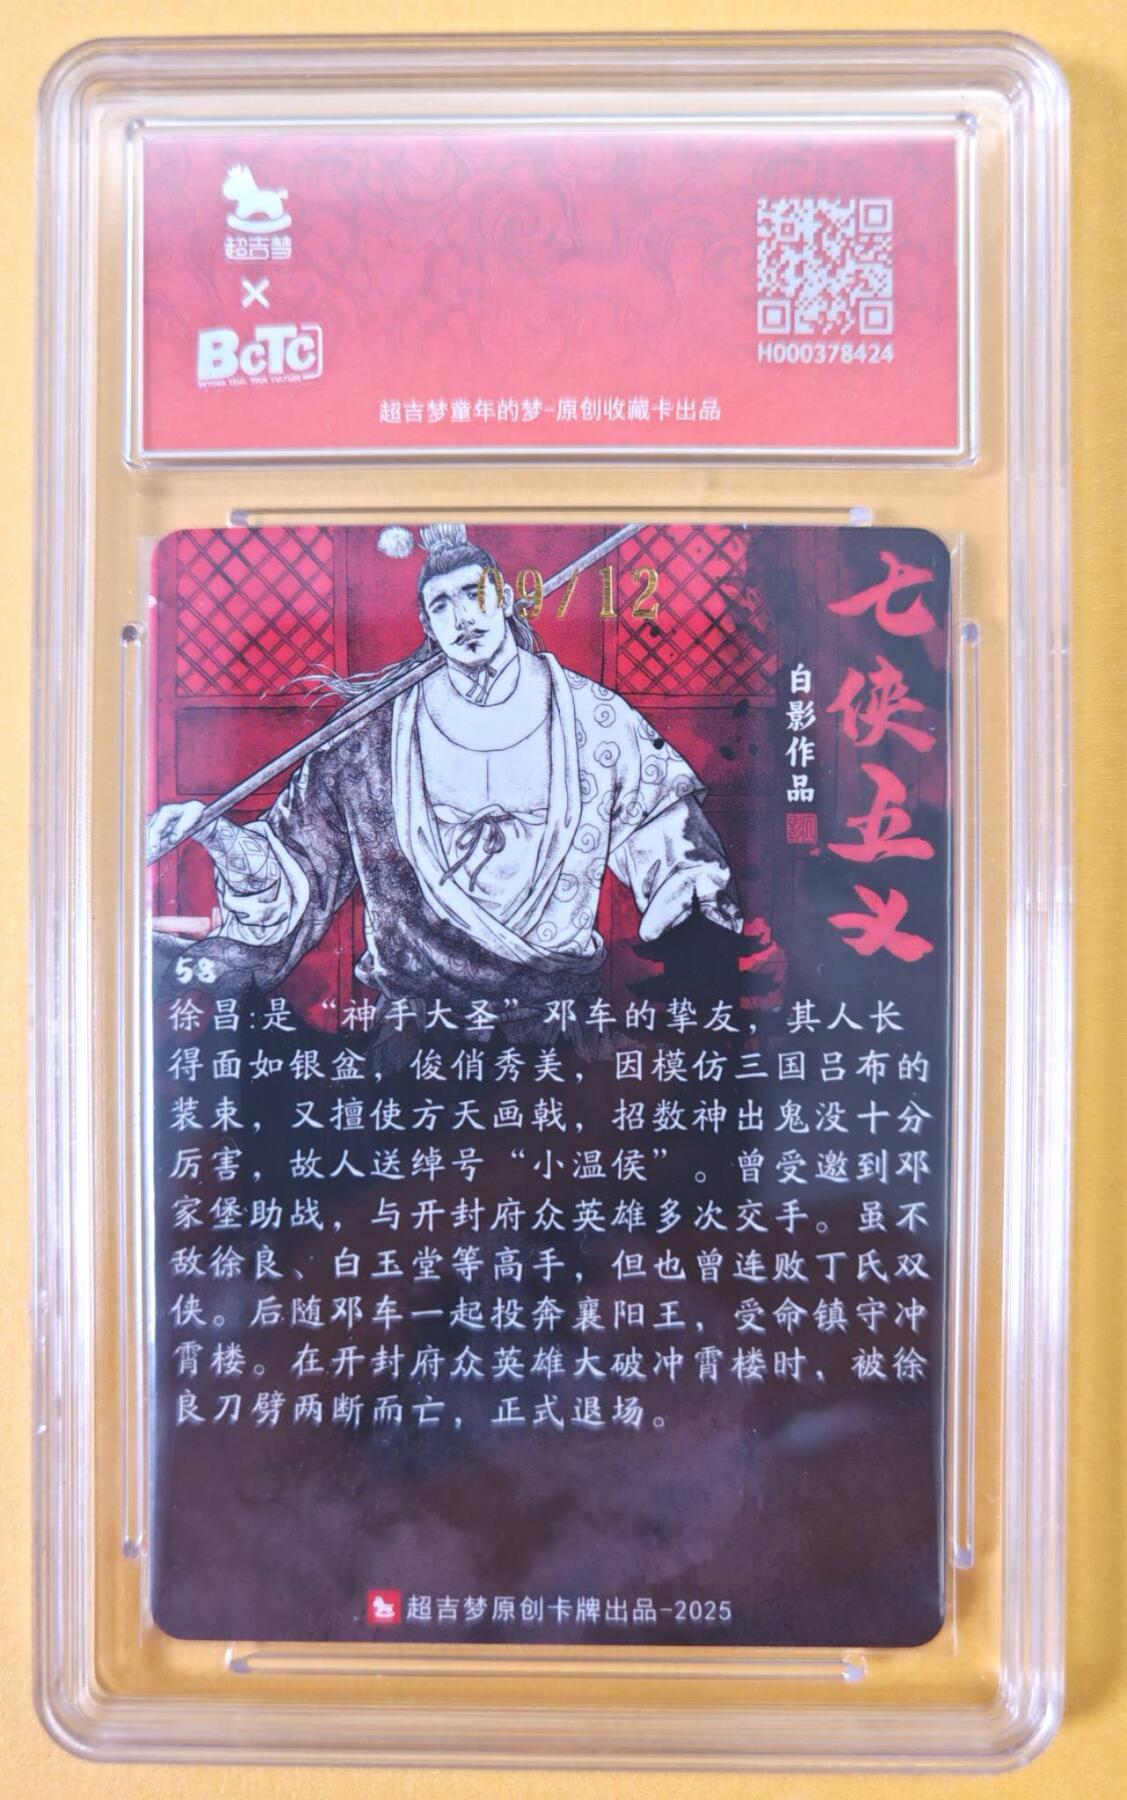 超吉梦
×
BCTC
BEYOND COOL TOUR CULTURE
H000378424
超吉梦童年的梦-原创收藏卡出品
09/12
七侠五义
白影作品
58
徐昌:是“神手大圣”邓车的挚友，其人长
得面如银盆，俊俏秀美，因模仿三国吕布的
装束，又擅使方天画戟，招数神出鬼没十分
厉害，故人送绰号“小温侯”。曾受邀到邓
家堡助战，与开封府众英雄多次交手。虽不
敌徐良、白玉堂等高手，但也曾连败丁氏双
侠。后随邓车一起投奔襄阳王，受命镇守冲
霄楼。在开封府众英雄大破冲霄楼时，被徐
良刀劈两断而亡，正式退场。
超吉梦原创卡牌出品-2025